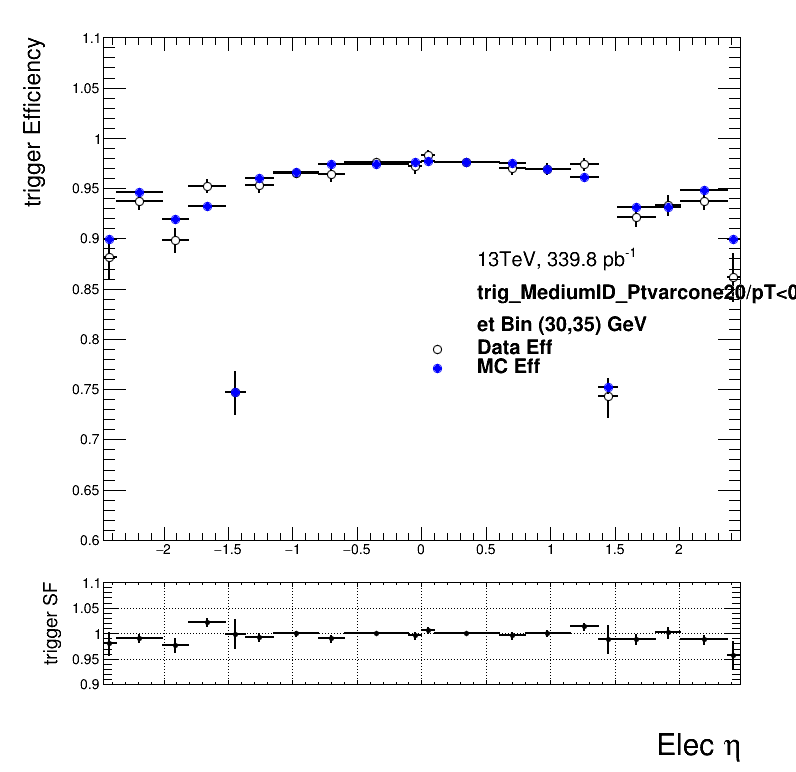 trigger Efficiency
1.1
1.05
1
0.95
0.9
0.85
0.8
0.75
0.7
0.65
0.6
13TeV, 339.8 pb⁻¹
trig_MediumID_Ptvarcone20/pT<0
et Bin (30,35) GeV
Data Eff
MC Eff
−2 −1.5 −1 −0.5 0 0.5 1 1.5 2
trigger SF
1.1
1.05
1
0.95
0.9
Elec η